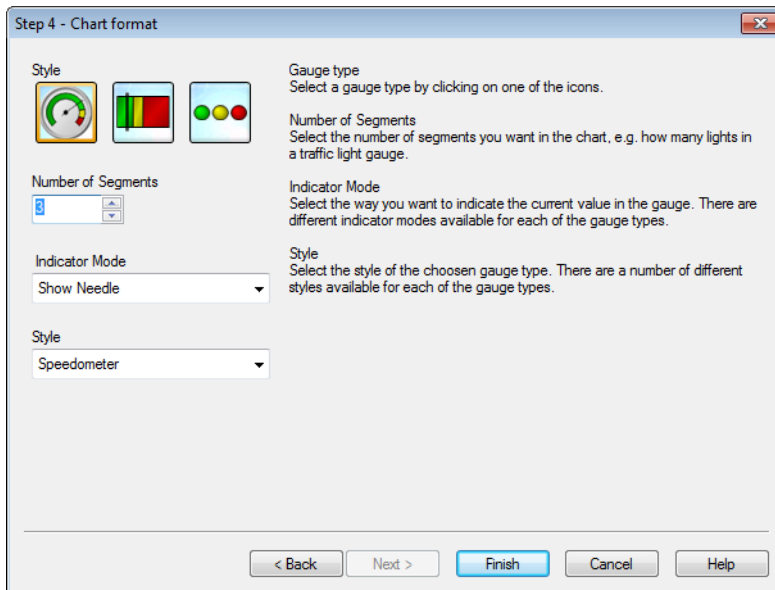 Step 4 - Chart format
Style
Number of Segments
3
Indicator Mode
Show Needle
Style
Speedometer
Gauge type
Select a gauge type by clicking on one of the icons.
Number of Segments
Select the number of segments you want in the chart, e.g. how many lights in
a traffic light gauge.
Indicator Mode
Select the way you want to indicate the current value in the gauge. There are
different indicator modes available for each of the gauge types.
Style
Select the style of the choosen gauge type. There are a number of different
styles available for each of the gauge types.
< Back
Next >
Finish
Cancel
Help